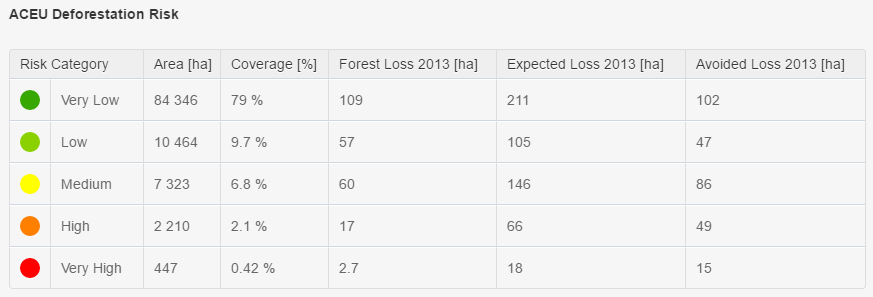 ACEU Deforestation Risk
Risk Category Area [ha] Coverage [%] Forest Loss 2013 [ha] Expected Loss 2013 [ha] Avoided Loss 2013 [ha]
Very Low 84 346 79 % 109 211 102
Low 10 464 9.7 % 57 105 47
Medium 7 323 6.8 % 60 146 86
High 2 210 2.1 % 17 66 49
Very High 447 0.42 % 2.7 18 15